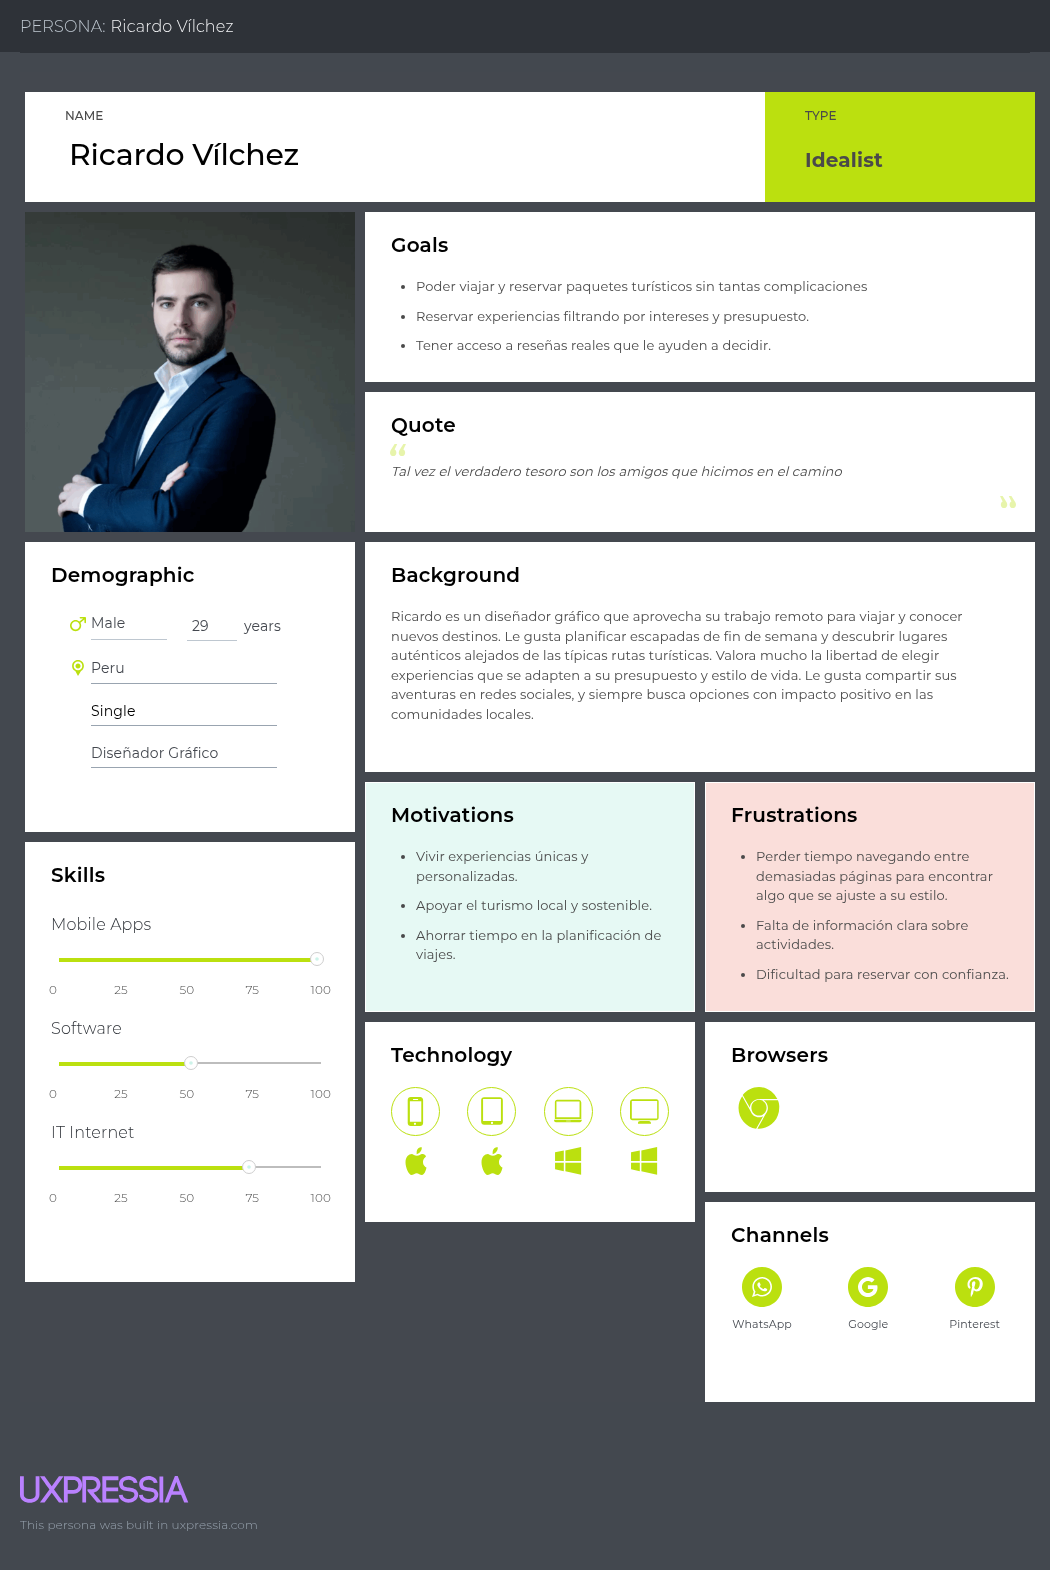 PERSONA: Ricardo Vílchez
NAME
Ricardo Vílchez
TYPE
Idealist
Goals
Poder viajar y reservar paquetes turísticos sin tantas complicaciones
Reservar experiencias filtrando por intereses y presupuesto.
Tener acceso a reseñas reales que le ayuden a decidir.
Quote
“
Tal vez el verdadero tesoro son los amigos que hicimos en el camino
”
Demographic
Male 29 years
Peru
Single
Diseñador Gráfico
Background
Ricardo es un diseñador gráfico que aprovecha su trabajo remoto para viajar y conocer
nuevos destinos. Le gusta planificar escapadas de fin de semana y descubrir lugares
auténticos alejados de las típicas rutas turísticas. Valora mucho la libertad de elegir
experiencias que se adapten a su presupuesto y estilo de vida. Le gusta compartir sus
aventuras en redes sociales, y siempre busca opciones con impacto positivo en las
comunidades locales.
Skills
Mobile Apps
0 25 50 75 100
Software
0 25 50 75 100
IT Internet
0 25 50 75 100
Motivations
Vivir experiencias únicas y
personalizadas.
Apoyar el turismo local y sostenible.
Ahorrar tiempo en la planificación de
viajes.
Frustrations
Perder tiempo navegando entre
demasiadas páginas para encontrar
algo que se ajuste a su estilo.
Falta de información clara sobre
actividades.
Dificultad para reservar con confianza.
Technology
Browsers
Channels
WhatsApp Google Pinterest
UXPRESSIA
This persona was built in uxpressia.com